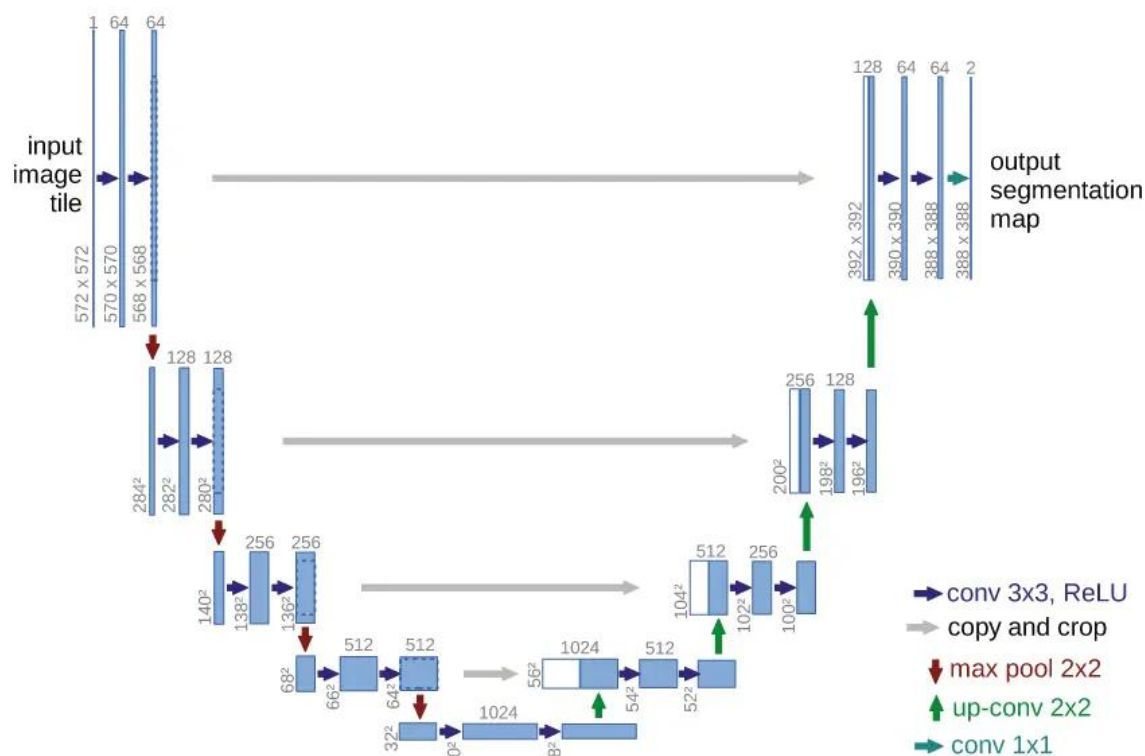 1 64 64
128 64 64 2
input
image
tile
output
segmentation
map
572 x 572
570 x 570
568 x 568
392 x 392
390 x 390
388 x 388
388 x 388
128 128
256 128
284²
282²
280²
200²
198²
196²
256 256
512 256
140²
138²
136²
104²
102²
100²
512 512
1024 512
68²
66²
64²
56²
54²
52²
1024
32²
conv 3x3, ReLU
copy and crop
max pool 2x2
up-conv 2x2
conv 1x1